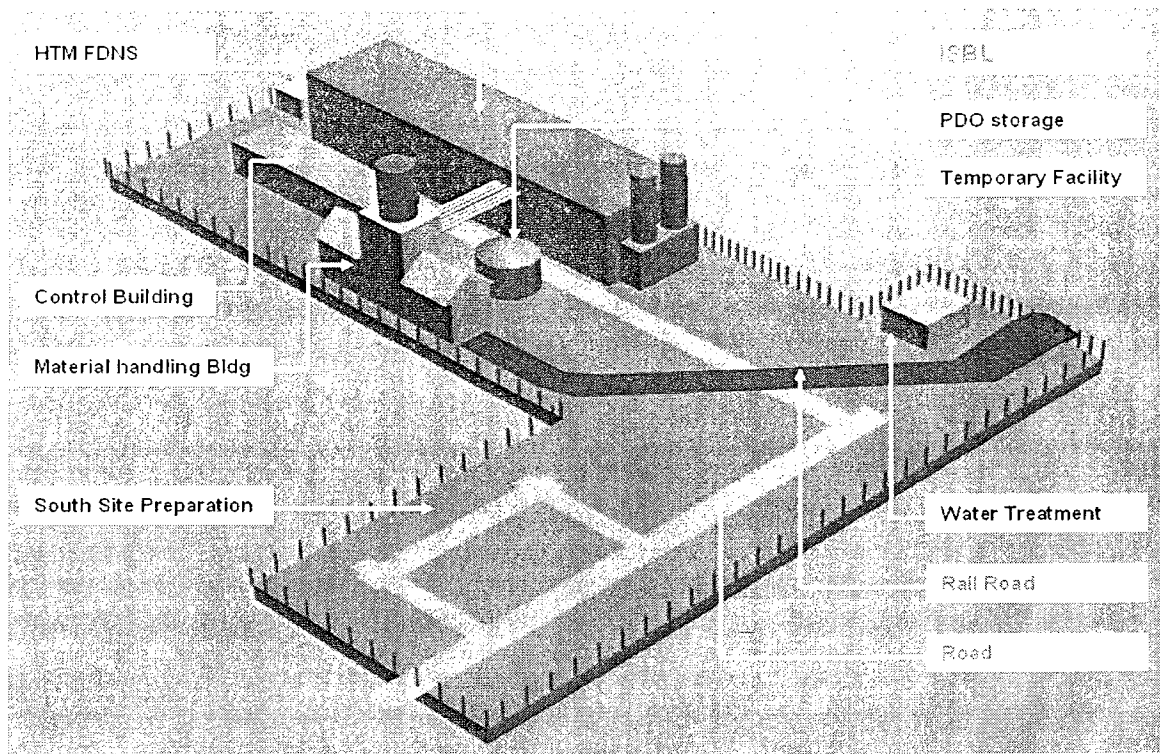 HTM FDNS
ISBL
PDO storage
Temporary Facility
Control Building
Material handling Bldg
South Site Preparation
Water Treatment
Rail Road
Road